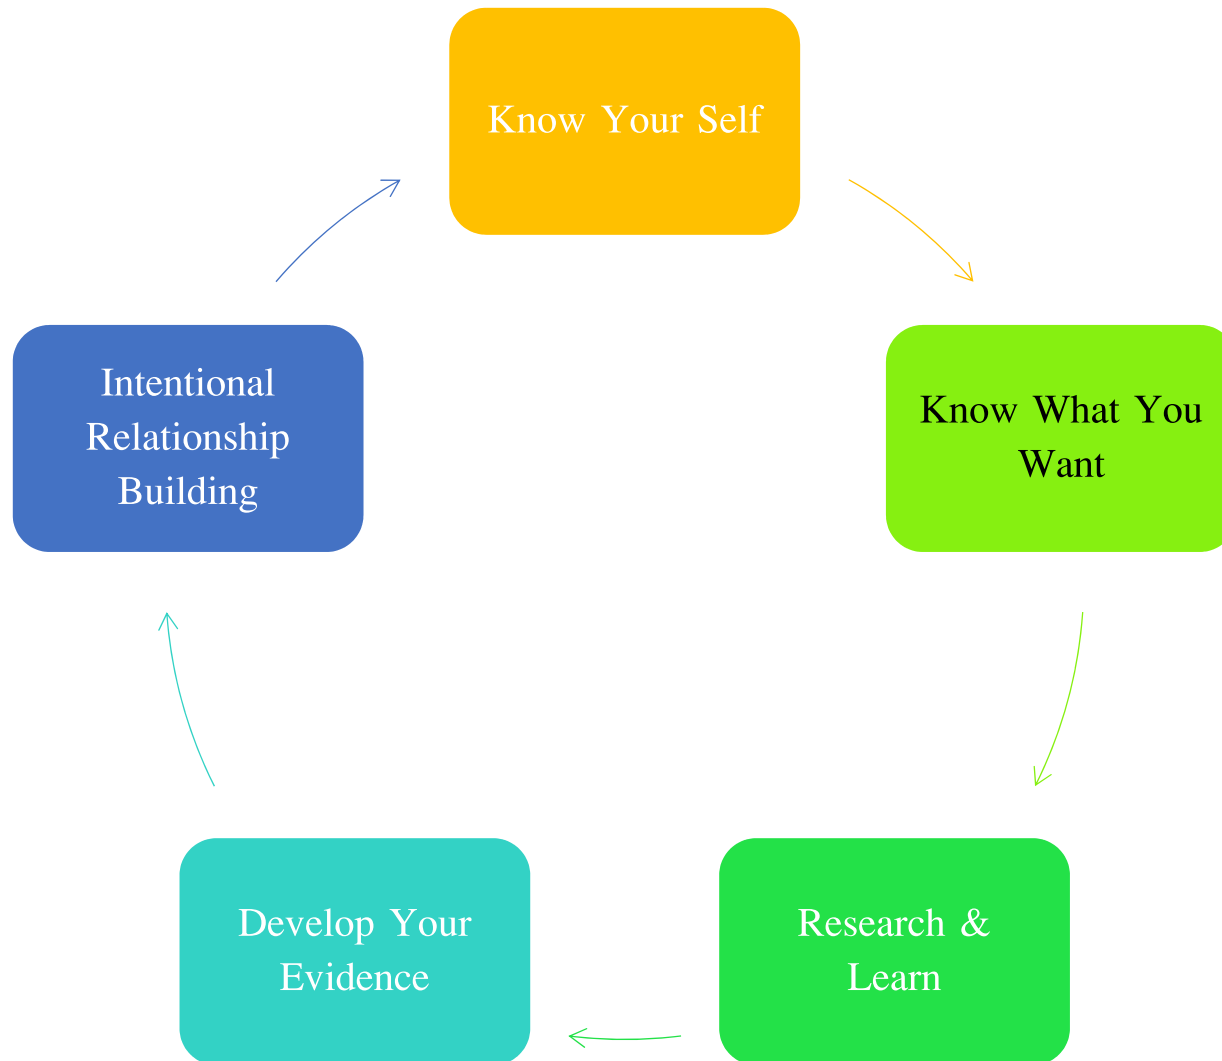 Know Your Self
Know What You
Want
Research &
Learn
Develop Your
Evidence
Intentional
Relationship
Building